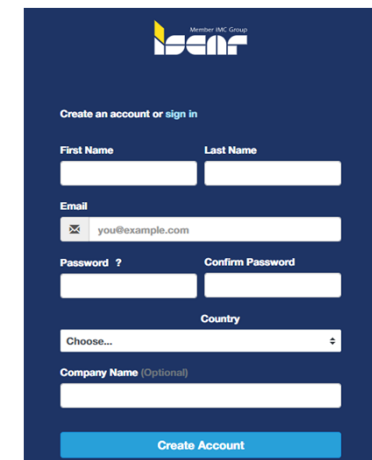 Member IMC Group
iscar
Create an account or sign in
First Name Last Name
Email
you@example.com
Password ? Confirm Password
Country
Choose...
Company Name (Optional)
Create Account